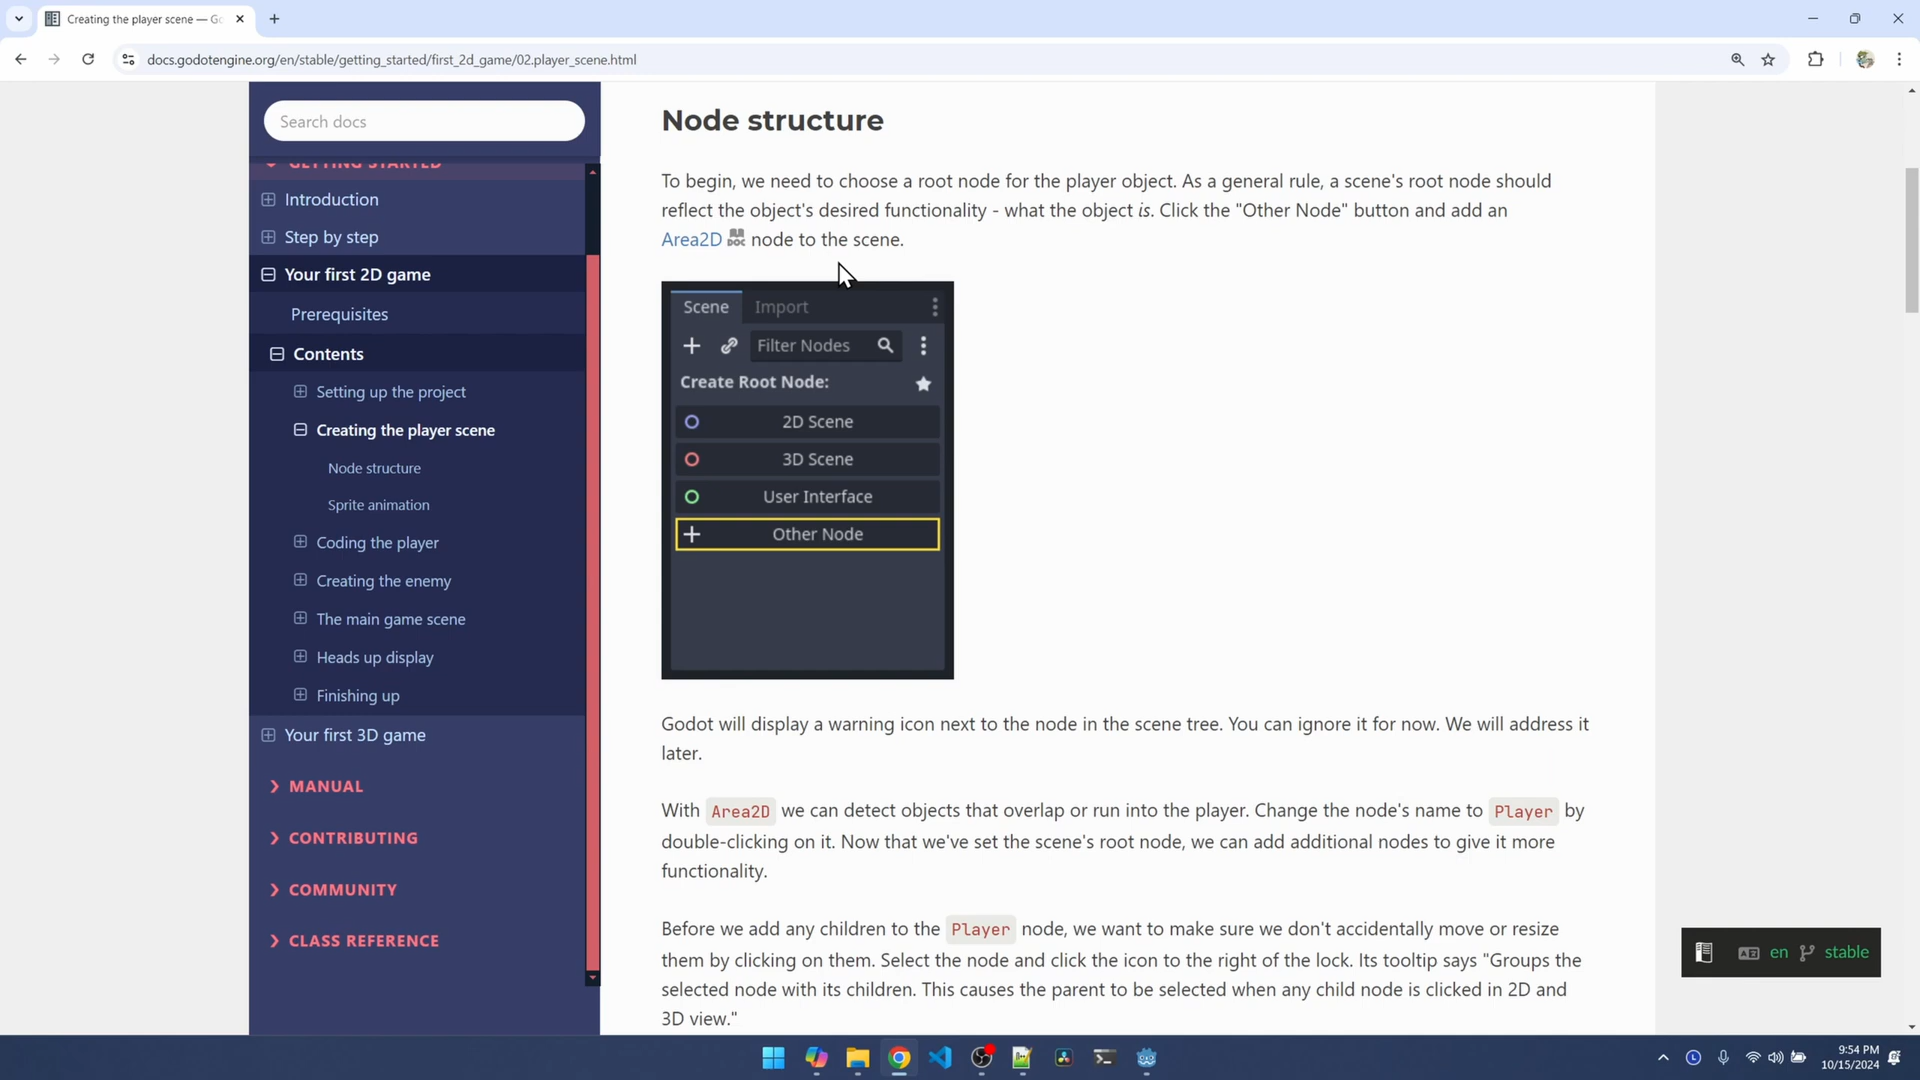 Creating the player scene — Go
docs.godotengine.org/en/stable/getting_started/first_2d_game/02.player_scene.html
Search docs
GETTING STARTED
Introduction
Step by step
Your first 2D game
Prerequisites
Contents
Setting up the project
Creating the player scene
Node structure
Sprite animation
Coding the player
Creating the enemy
The main game scene
Heads up display
Finishing up
Your first 3D game
MANUAL
CONTRIBUTING
COMMUNITY
CLASS REFERENCE
Node structure
To begin, we need to choose a root node for the player object. As a general rule, a scene's root node should
reflect the object's desired functionality - what the object is. Click the "Other Node" button and add an
Area2D DOC node to the scene.
Scene Import
Filter Nodes
Create Root Node:
2D Scene
3D Scene
User Interface
Other Node
Godot will display a warning icon next to the node in the scene tree. You can ignore it for now. We will address it
later.
With Area2D we can detect objects that overlap or run into the player. Change the node's name to Player by
double-clicking on it. Now that we've set the scene's root node, we can add additional nodes to give it more
functionality.
Before we add any children to the Player node, we want to make sure we don't accidentally move or resize
them by clicking on them. Select the node and click the icon to the right of the lock. Its tooltip says "Groups the
selected node with its children. This causes the parent to be selected when any child node is clicked in 2D and
3D view."
en stable
9:54 PM
10/15/2024